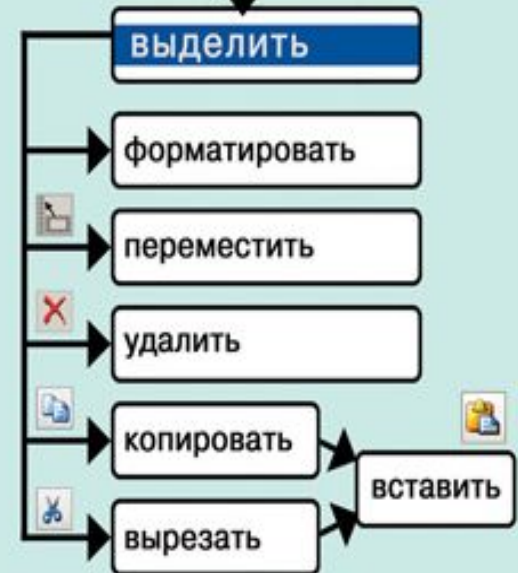 выделить
форматировать
переместить
удалить
копировать
вставить
вырезать